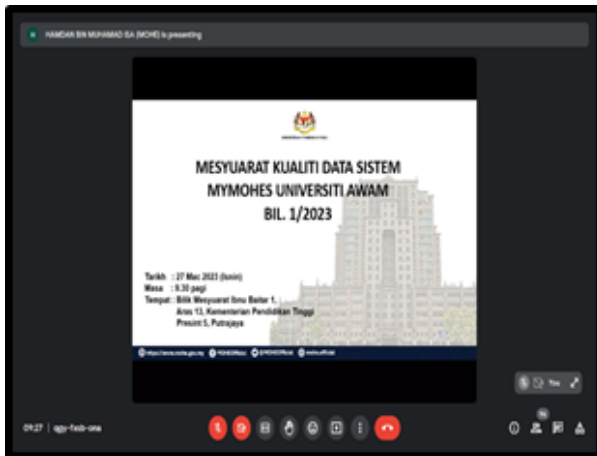 HAMDAN BIN MUHAMAD ISA (MOHE) is presenting
MESYUARAT KUALITI DATA SISTEM
MYMOHES UNIVERSITI AWAM
BIL. 1/2023
Tarikh : 27 Mac 2023 (Isnin)
Masa : 9.30 pagi
Tempat : Bilik Mesyuarat Ibnu Baitar 1,
Aras 13, Kementerian Pendidikan Tinggi
Presint 5, Putrajaya
You
09:27